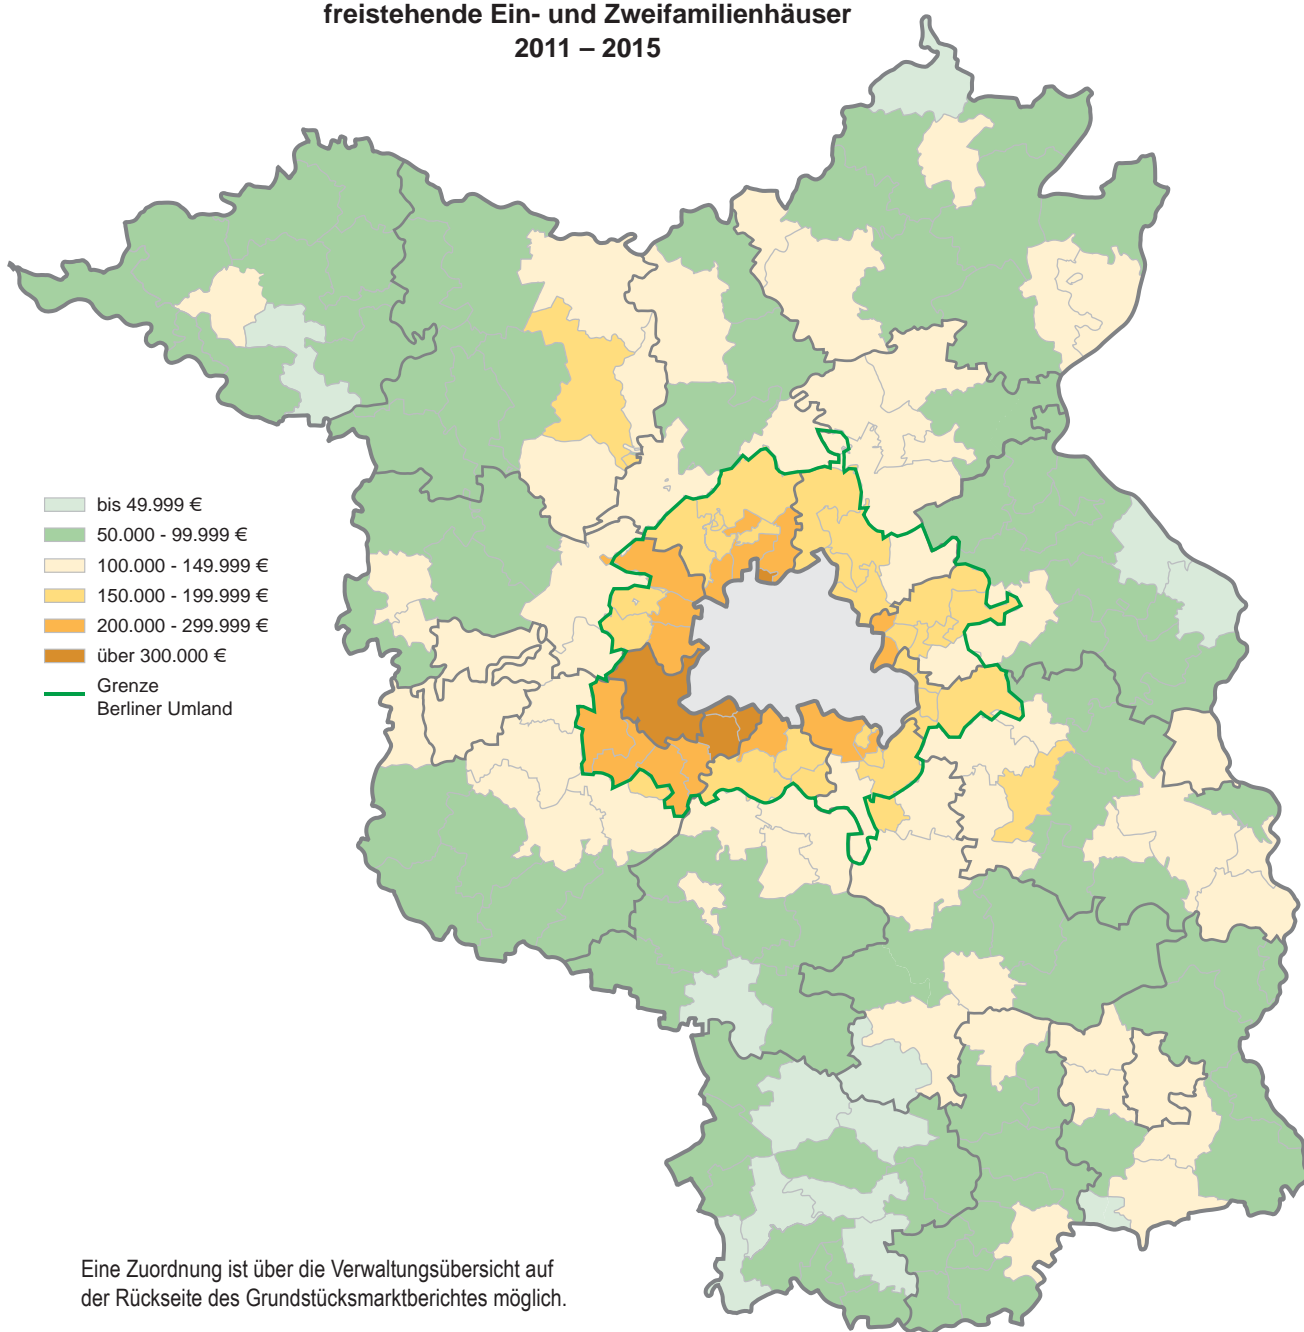 freistehende Ein- und Zweifamilienhäuser
2011 – 2015
bis 49.999 €
50.000 - 99.999 €
100.000 - 149.999 €
150.000 - 199.999 €
200.000 - 299.999 €
über 300.000 €
Grenze
Berliner Umland
Eine Zuordnung ist über die Verwaltungsübersicht auf
der Rückseite des Grundstücksmarktberichtes möglich.